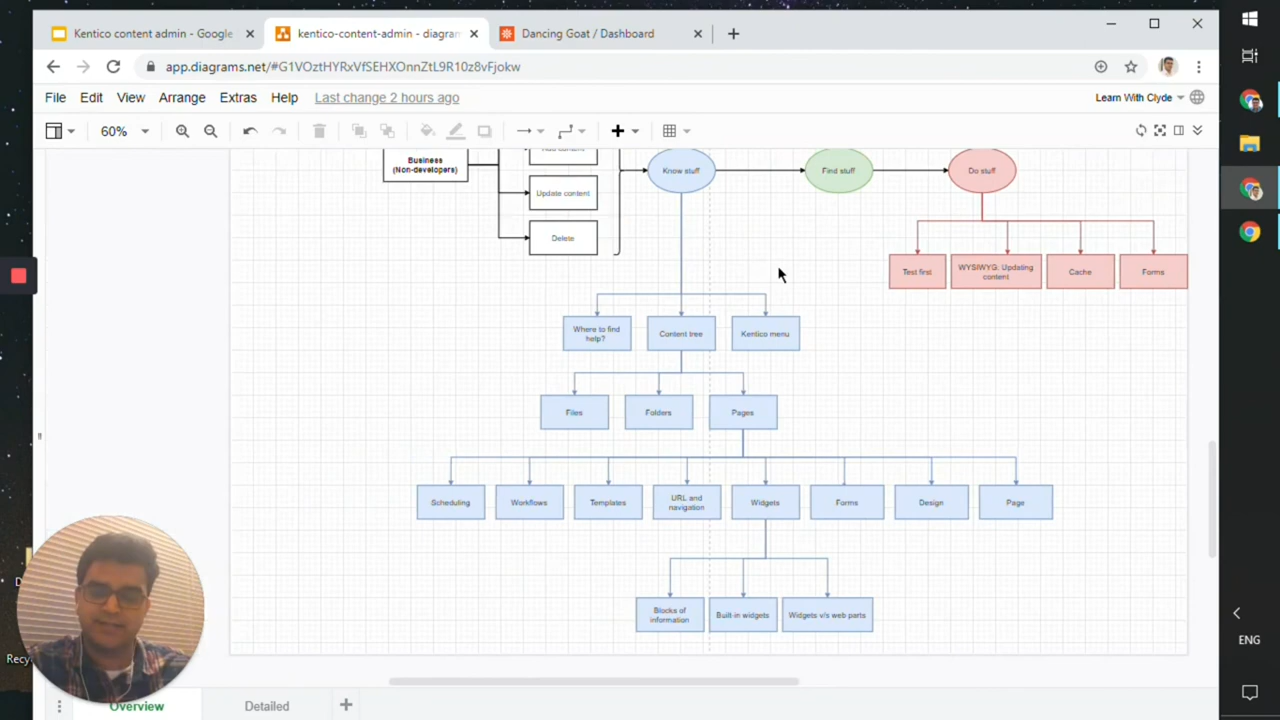 Kentico content admin - Google
kentico-content-admin - diagram
Dancing Goat / Dashboard
app.diagrams.net/#G1VOztHYRxVfSEHXOnnZtL9R10z8vFjokw
File Edit View Arrange Extras Help Last change 2 hours ago
Learn With Clyde
60%
Business
(Non-developers)
Know stuff
Find stuff
Do stuff
Update content
Delete
Test first
WYSIWYG: Updating
content
Cache
Forms
Where to find
help?
Content tree
Kentico menu
Files
Folders
Pages
Scheduling
Workflows
Templates
URL and
navigation
Widgets
Forms
Design
Page
Blocks of
information
Built-in widgets
Widgets v/s web parts
Recy
ENG
Overview
Detailed